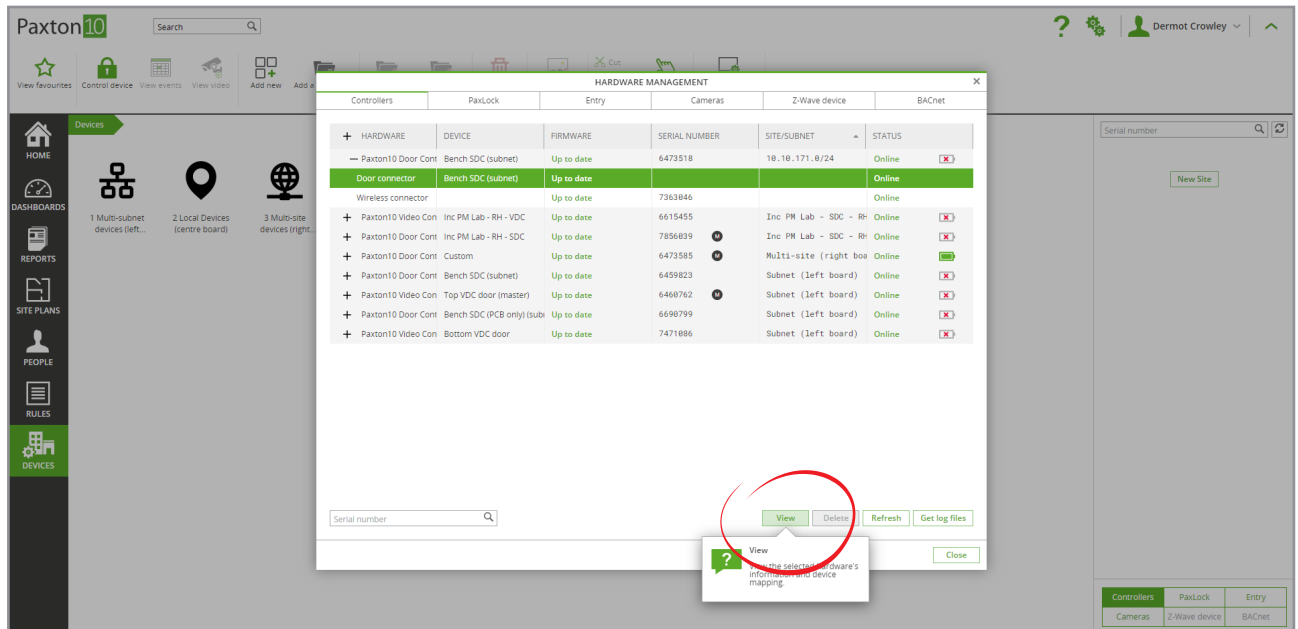 Paxton10
Search
Dermot Crowley
View favourites
Control device
View events
View video
Add new
Add a
Cut
HOME
DASHBOARDS
REPORTS
SITE PLANS
PEOPLE
RULES
DEVICES
Devices
1 Multi-subnet
devices (left...
2 Local Devices
(centre board)
3 Multi-site
devices (right...
HARDWARE MANAGEMENT
Controllers PaxLock Entry Cameras Z-Wave device BACnet
HARDWARE DEVICE FIRMWARE SERIAL NUMBER SITE/SUBNET STATUS
Paxton10 Door Cont Bench SDC (subnet) Up to date 6473518 10.10.171.0/24 Online
Door connector Bench SDC (subnet) Up to date Online
Wireless connector Up to date 7363046 Online
Paxton10 Video Con Inc PM Lab - RH - VDC Up to date 6615455 Inc PM Lab - SDC - RH Online
Paxton10 Door Cont Inc PM Lab - RH - SDC Up to date 7856039 M Inc PM Lab - SDC - RH Online
Paxton10 Door Cont Custom Up to date 6473585 M Multi-site (right boa Online
Paxton10 Door Cont Bench SDC (subnet) Up to date 6459823 Subnet (left board) Online
Paxton10 Video Con Top VDC door (master) Up to date 6460762 M Subnet (left board) Online
Paxton10 Door Cont Bench SDC (PCB only) (subn Up to date 6690799 Subnet (left board) Online
Paxton10 Video Con Bottom VDC door Up to date 7471086 Subnet (left board) Online
Serial number
View Delete Refresh Get log files
View
View the selected hardware's
information and device
mapping.
Close
Serial number
New Site
Controllers PaxLock Entry
Cameras Z-Wave device BACnet